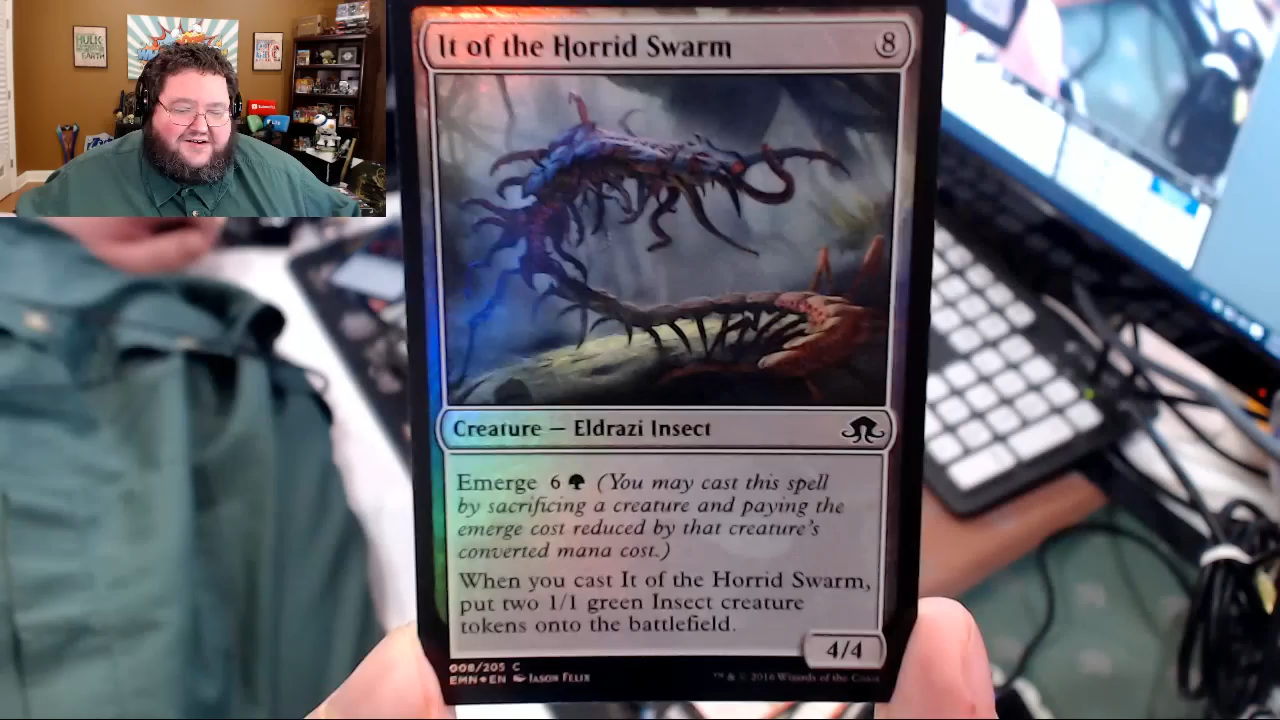 HULK
EARTH
It of the Horrid Swarm
8
Creature — Eldrazi Insect
Emerge 6 (You may cast this spell
by sacrificing a creature and paying the
emerge cost reduced by that creature's
converted mana cost.)
When you cast It of the Horrid Swarm,
put two 1/1 green Insect creature
tokens onto the battlefield.
4/4
008/205 C
EMN EN JASON FELIX
™ & © 2016 Wizards of the Coast